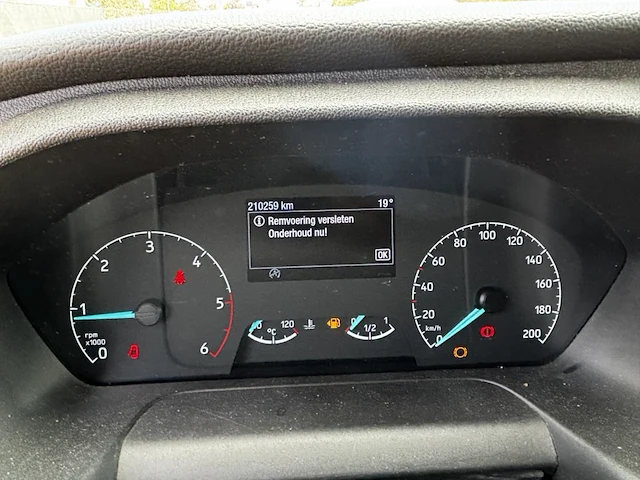 210259 km 19°
Remvoering versleten
Onderhoud nu!
OK
0 1 2 3 4 5 6
rpm
x1000
120
°C
0 1/2 1
0 20 40 60 80 100 120 140 160 180 200
km/h